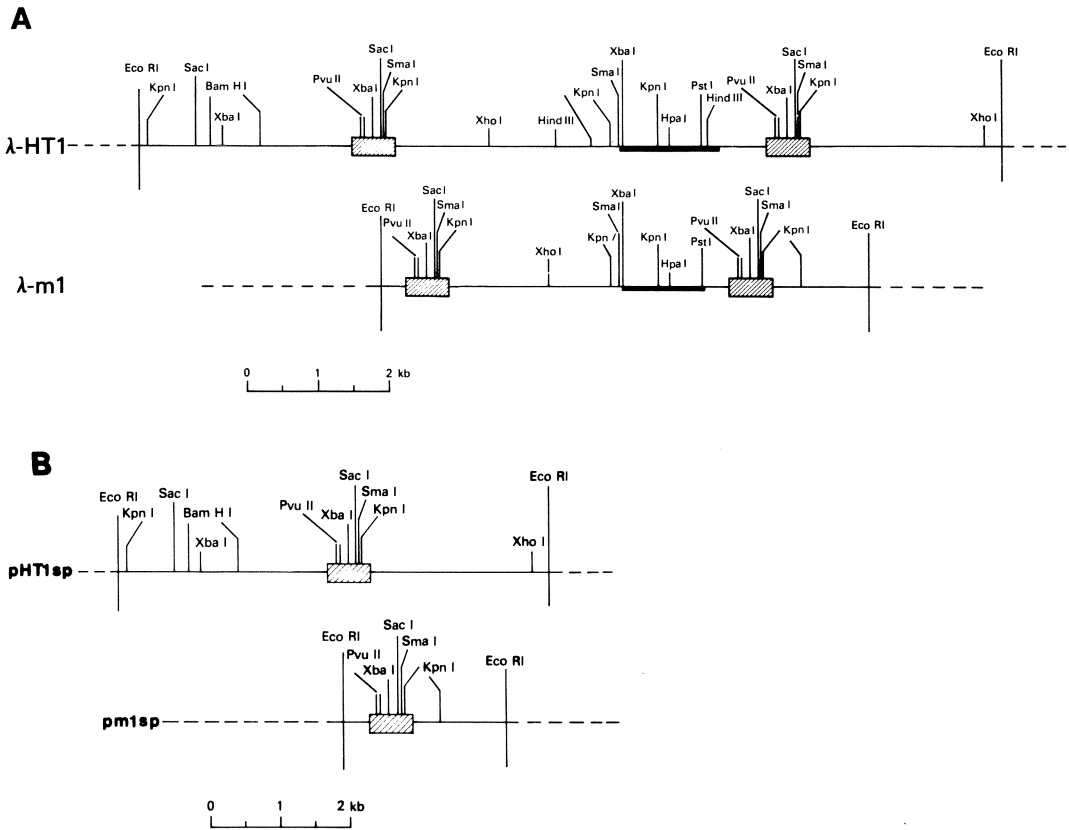 A
Eco RI
Kpn I
Sac I
Bam H I
Xba I
Pvu II
Sac I
Sma I
Xba I
Kpn I
Xho I
Hind III
Kpn I
Sma I
Xba I
Kpn I
Hpa I
Pst I
Hind III
Pvu II
Sac I
Sma I
Xba I
Kpn I
Xho I
Eco RI
λ-HT1
Eco RI
Pvu II
Sac I
Sma I
Xba I
Kpn I
Xho I
Kpn I
Sma I
Xba I
Kpn I
Hpa I
Pst I
Pvu II
Sac I
Sma I
Xba I
Kpn I
Eco RI
λ-m1
0 1 2 kb
B
Eco RI
Kpn I
Sac I
Bam H I
Xba I
Pvu II
Sac I
Sma I
Xba I
Kpn I
Xho I
Eco RI
pHT1sp
Eco RI
Pvu II
Sac I
Sma I
Xba I
Kpn I
Eco RI
pm1sp
0 1 2 kb